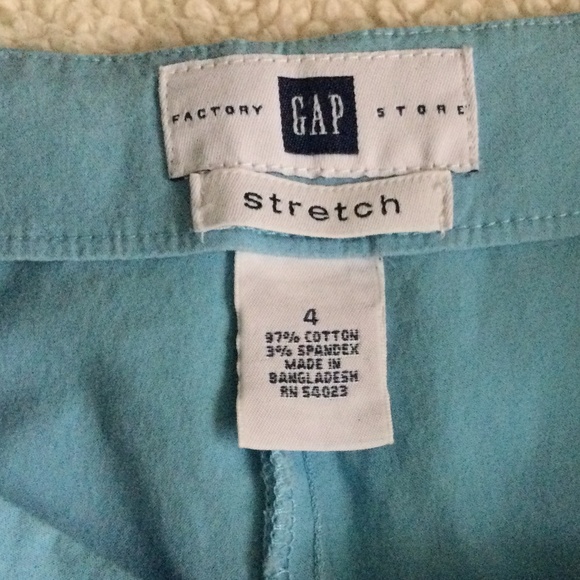 FACTORY GAP STORE
stretch
4
97% COTTON
3% SPANDEX
MADE IN
BANGLADESH
RN 54023